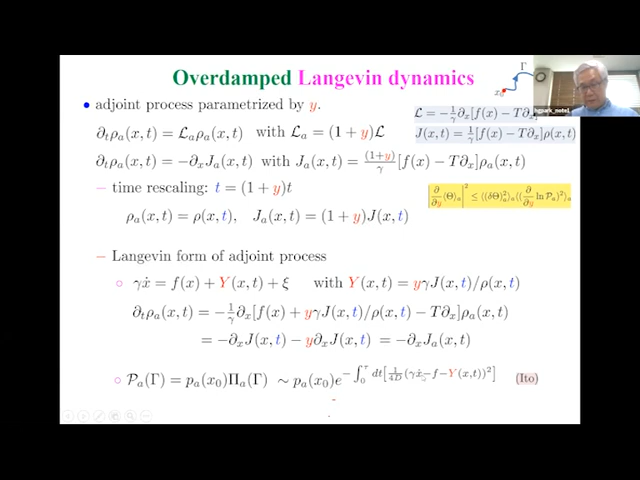 Overdamped Langevin dynamics
Γ
x₀
hgpark_note1
• adjoint process parametrized by y.
ℒ = −1/γ ∂ₓ[f(x) − T∂ₓ]
∂ₜρₐ(x, t) = ℒₐρₐ(x, t) with ℒₐ = (1 + y)ℒ
J(x, t) = 1/γ [f(x) − T∂ₓ]ρ(x, t)
∂ₜρₐ(x, t) = −∂ₓJₐ(x, t) with Jₐ(x, t) = (1+y)/γ [f(x) − T∂ₓ]ρₐ(x, t)
− time rescaling: t = (1 + y)t
|∂/∂y ⟨Θ⟩ₐ|² ≤ ⟨(δΘ)²ₐ⟩ₐ⟨(∂/∂y ln 𝒫ₐ)²⟩ₐ
ρₐ(x, t) = ρ(x, t), Jₐ(x, t) = (1 + y)J(x, t)
− Langevin form of adjoint process
○ γẋ = f(x) + Y(x, t) + ξ with Y(x, t) = yγJ(x, t)/ρ(x, t)
∂ₜρₐ(x, t) = −1/γ ∂ₓ[f(x) + yγJ(x, t)/ρ(x, t) − T∂ₓ]ρₐ(x, t)
= −∂ₓJ(x, t) − y∂ₓJ(x, t) = −∂ₓJₐ(x, t)
○ 𝒫ₐ(Γ) = pₐ(x₀)Πₐ(Γ) ∼ pₐ(x₀)e^{−∫₀^τ dt[1/4D (γẋ−f−Y(x,t))²]} (Ito)